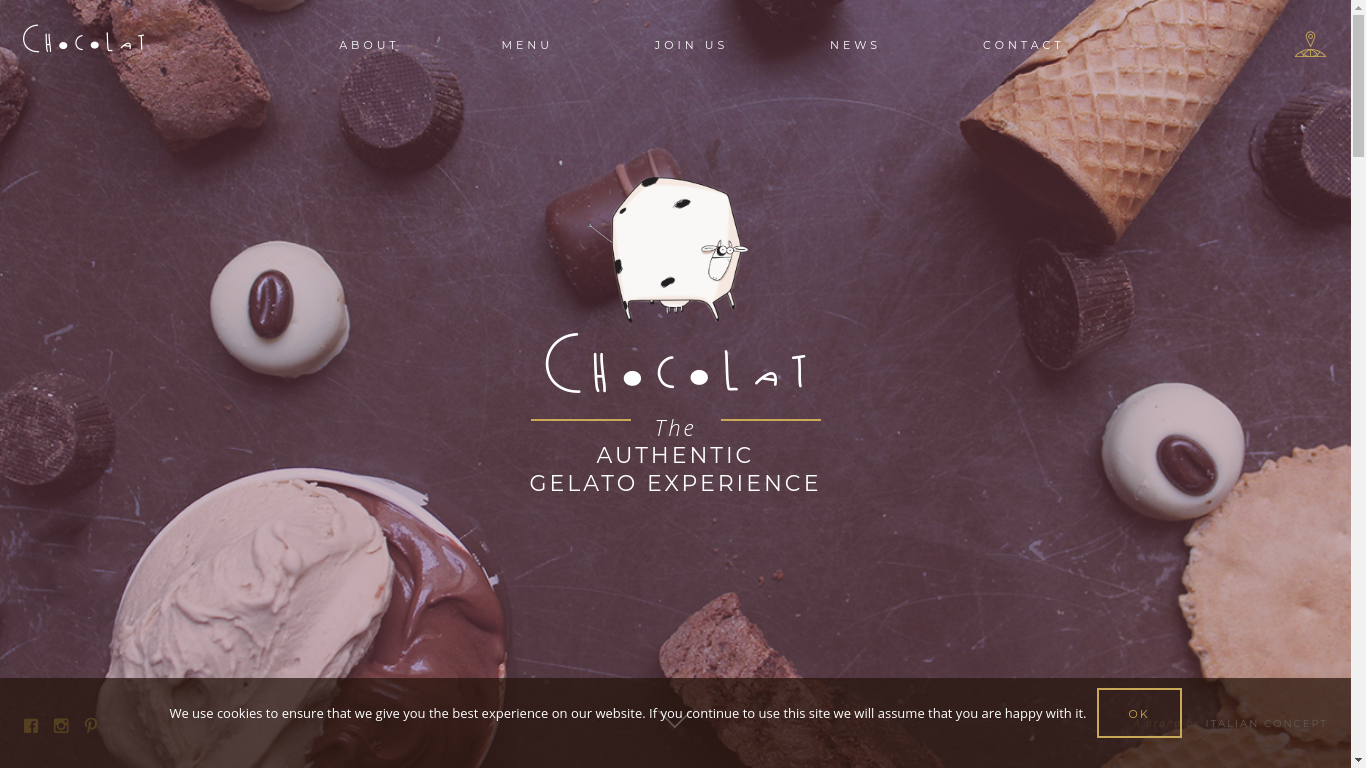 CHOCOLAT
ABOUT
MENU
JOIN US
NEWS
CONTACT
CHOCOLAT
The
AUTHENTIC
GELATO EXPERIENCE
We use cookies to ensure that we give you the best experience on our website. If you continue to use this site we will assume that you are happy with it.
OK
ITALIAN CONCEPT